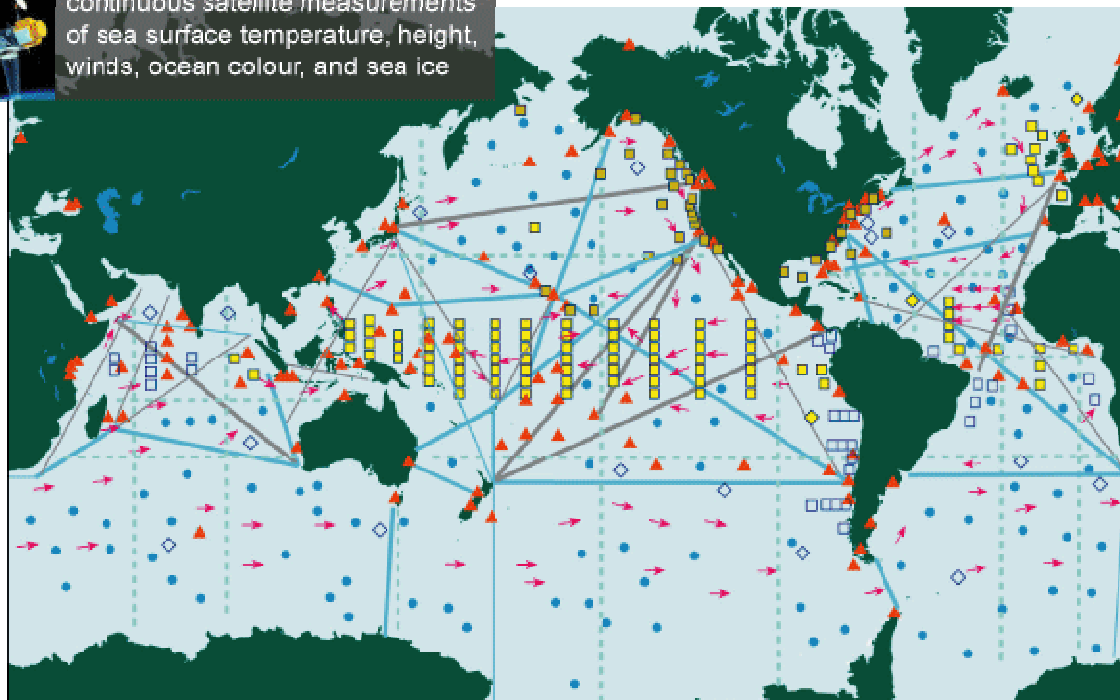 continuous satellite measurements
of sea surface temperature, height,
winds, ocean colour, and sea ice